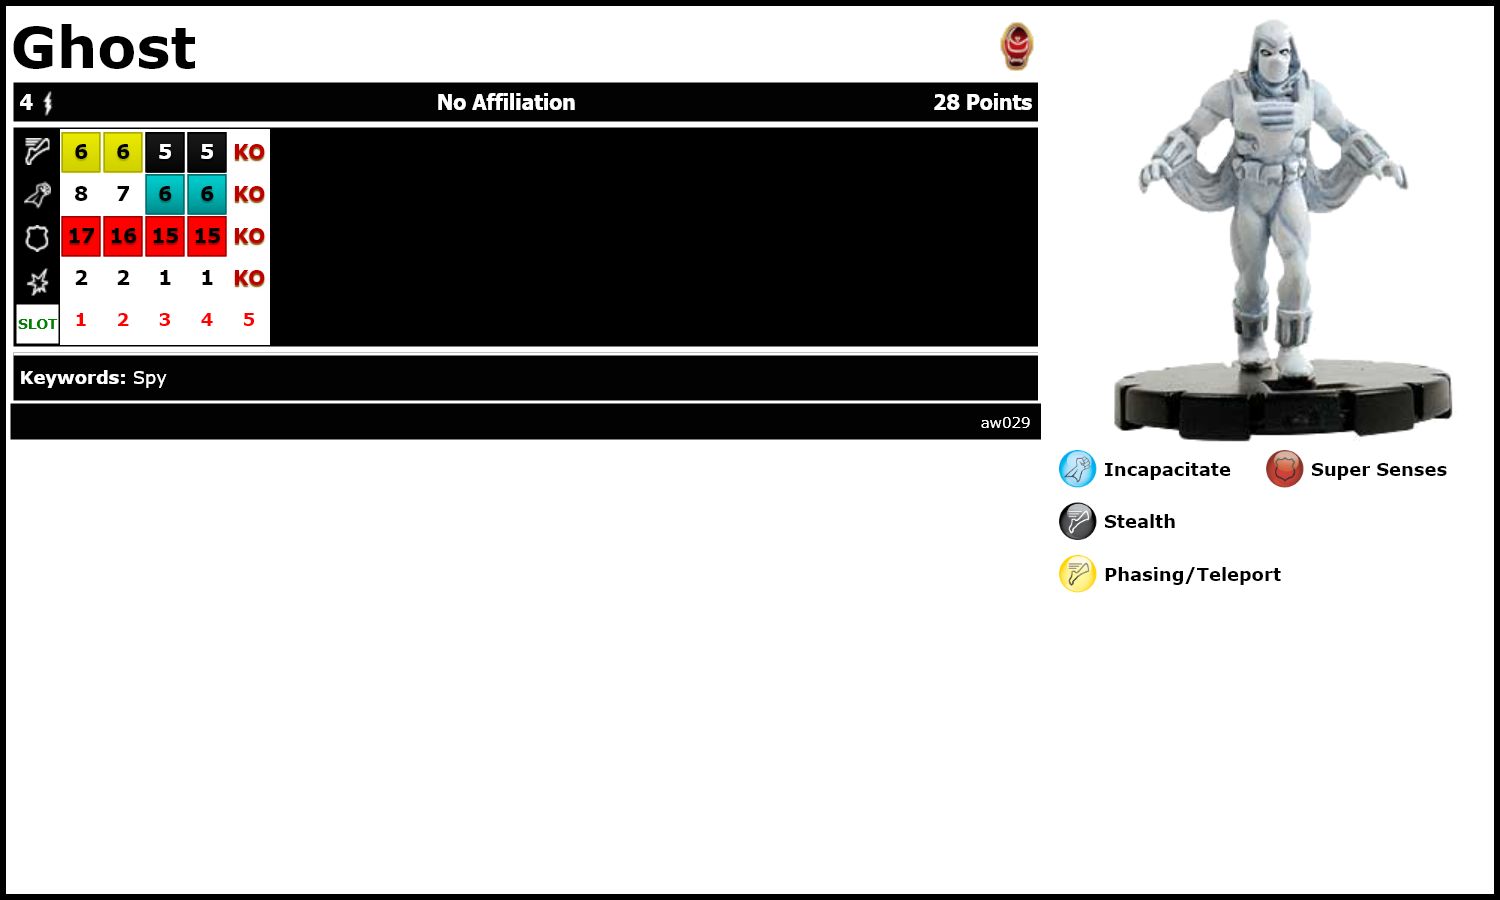 Ghost
4 No Affiliation 28 Points
6 6 5 5 KO
8 7 6 6 KO
17 16 15 15 KO
2 2 1 1 KO
SLOT 1 2 3 4 5
Keywords: Spy
aw029
Incapacitate Super Senses
Stealth
Phasing/Teleport